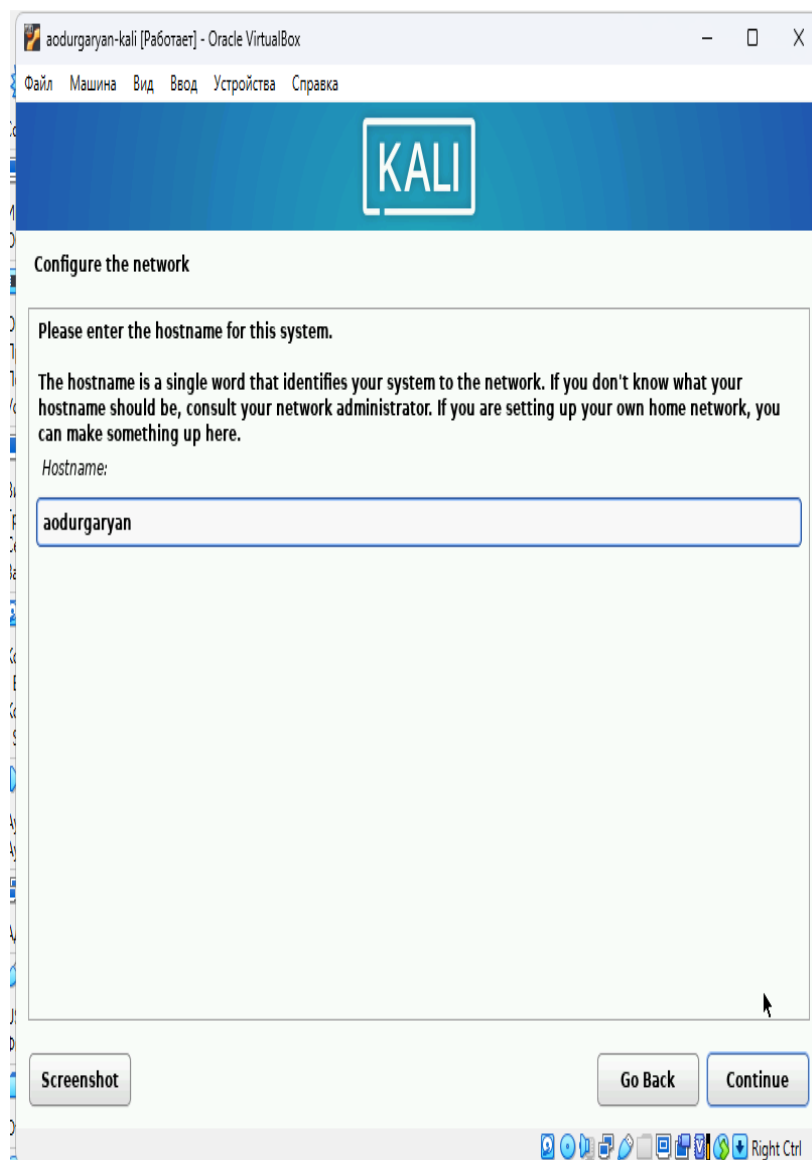 aodurgaryan-kali [Работает] - Oracle VirtualBox
Файл Машина Вид Ввод Устройства Справка
KALI
Configure the network
Please enter the hostname for this system.
The hostname is a single word that identifies your system to the network. If you don't know what your
hostname should be, consult your network administrator. If you are setting up your own home network, you
can make something up here.
Hostname:
aodurgaryan
Screenshot
Go Back
Continue
Right Ctrl